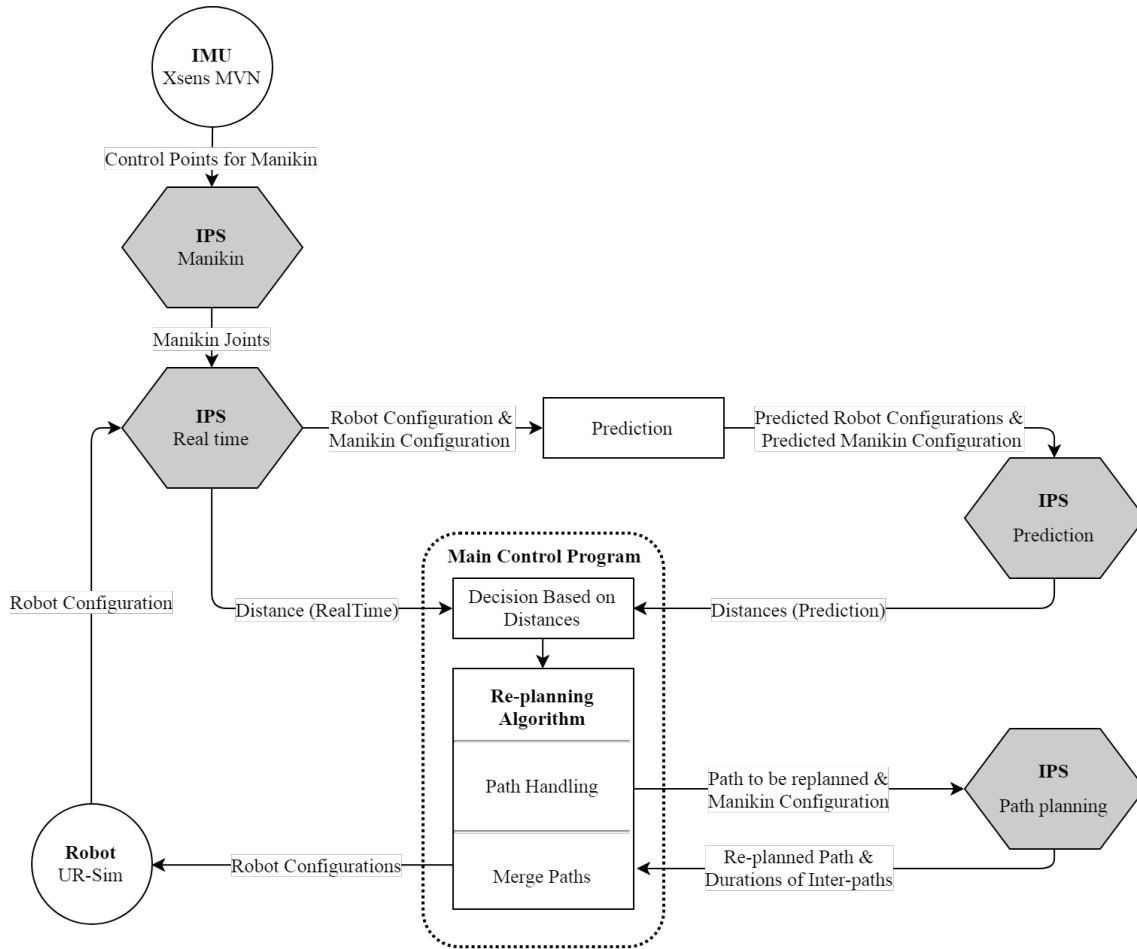 IMU
Xsens MVN
Control Points for Manikin
IPS
Manikin
Manikin Joints
IPS
Real time
Robot Configuration &
Manikin Configuration
Prediction
Predicted Robot Configurations &
Predicted Manikin Configuration
IPS
Prediction
Main Control Program
Robot Configuration
Distance (RealTime)
Decision Based on
Distances
Distances (Prediction)
Re-planning
Algorithm
Path Handling
Path to be replanned &
Manikin Configuration
IPS
Path planning
Robot
UR-Sim
Robot Configurations
Merge Paths
Re-planned Path &
Durations of Inter-paths